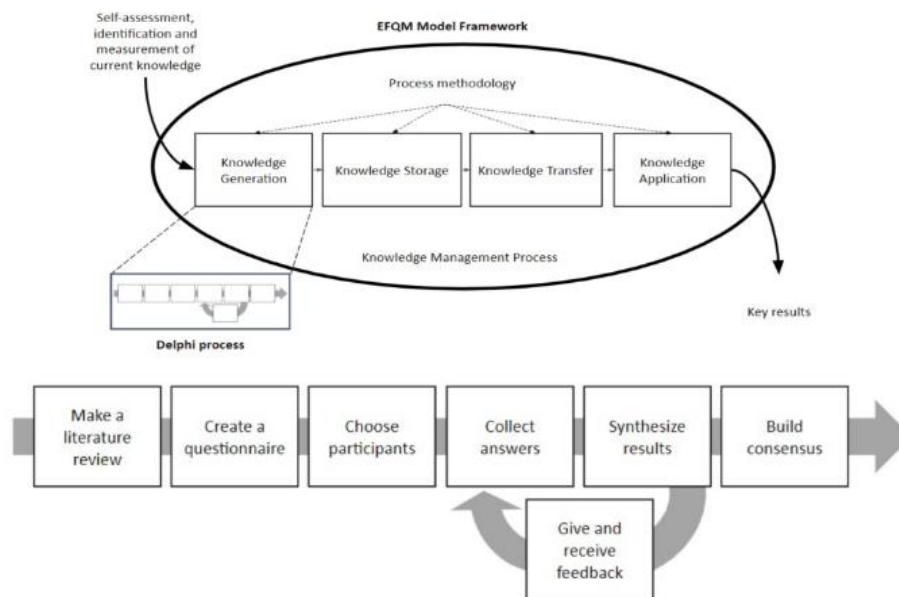 Self-assessment,
identification and
measurement of
current knowledge
EFQM Model Framework
Process methodology
Knowledge
Generation
Knowledge Storage
Knowledge Transfer
Knowledge
Application
Knowledge Management Process
Key results
Delphi process
Make a
literature
review
Create a
questionnaire
Choose
participants
Collect
answers
Synthesize
results
Build
consensus
Give and
receive
feedback